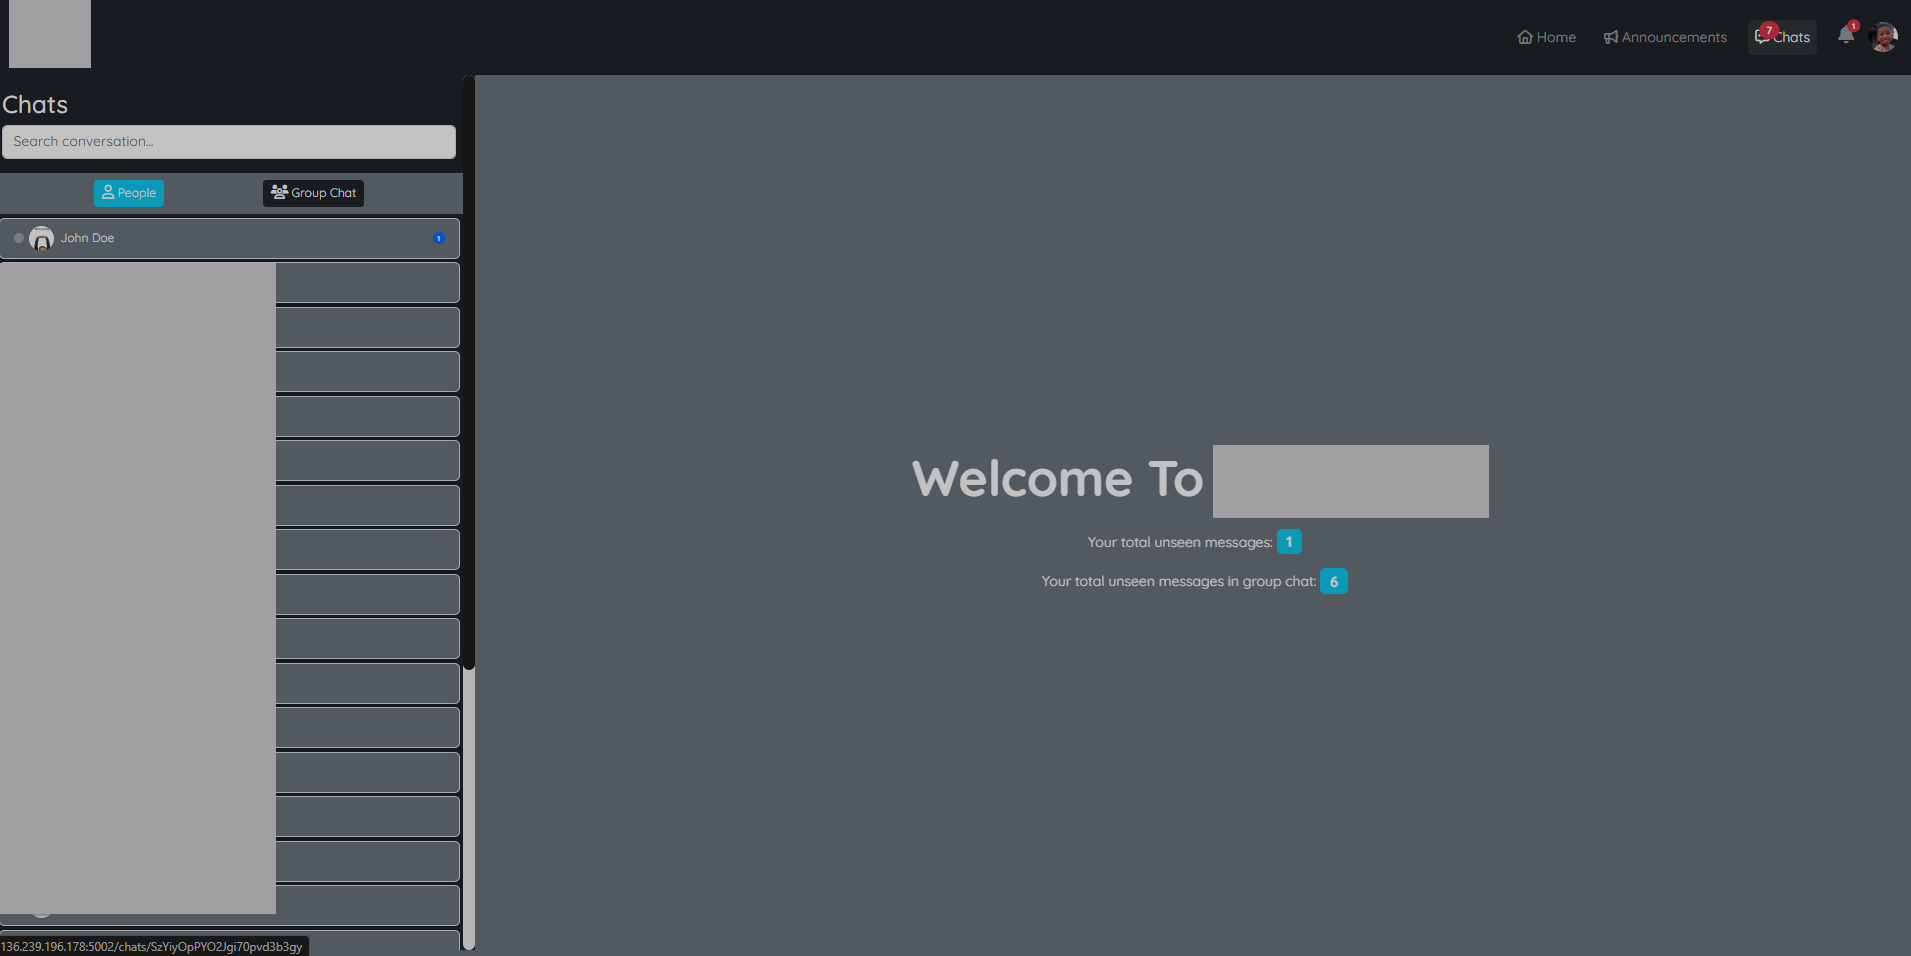 Home
Announcements
7
Chats
1
Chats
Search conversation...
People
Group Chat
John Doe
1
Welcome To
Your total unseen messages: 1
Your total unseen messages in group chat: 6
136.239.196.178:5002/chats/SzYiyOpPYO2Jgi70pvd3b3gy